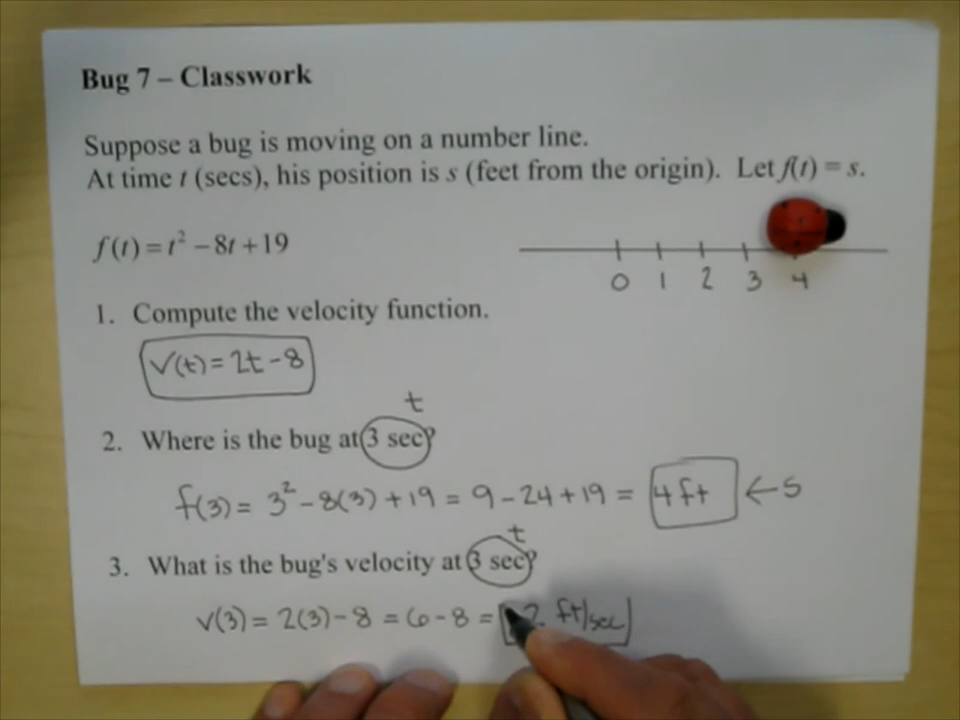 Bug 7 – Classwork
Suppose a bug is moving on a number line.
At time t (secs), his position is s (feet from the origin). Let f(t) = s.
f(t) = t² − 8t + 19
0 1 2 3 4
1. Compute the velocity function.
v(t) = 2t − 8
t
2. Where is the bug at 3 sec?
f(3) = 3² − 8(3) + 19 = 9 − 24 + 19 = 4 ft ← s
t
3. What is the bug's velocity at 3 sec?
v(3) = 2(3) − 8 = 6 − 8 = 2 ft/sec